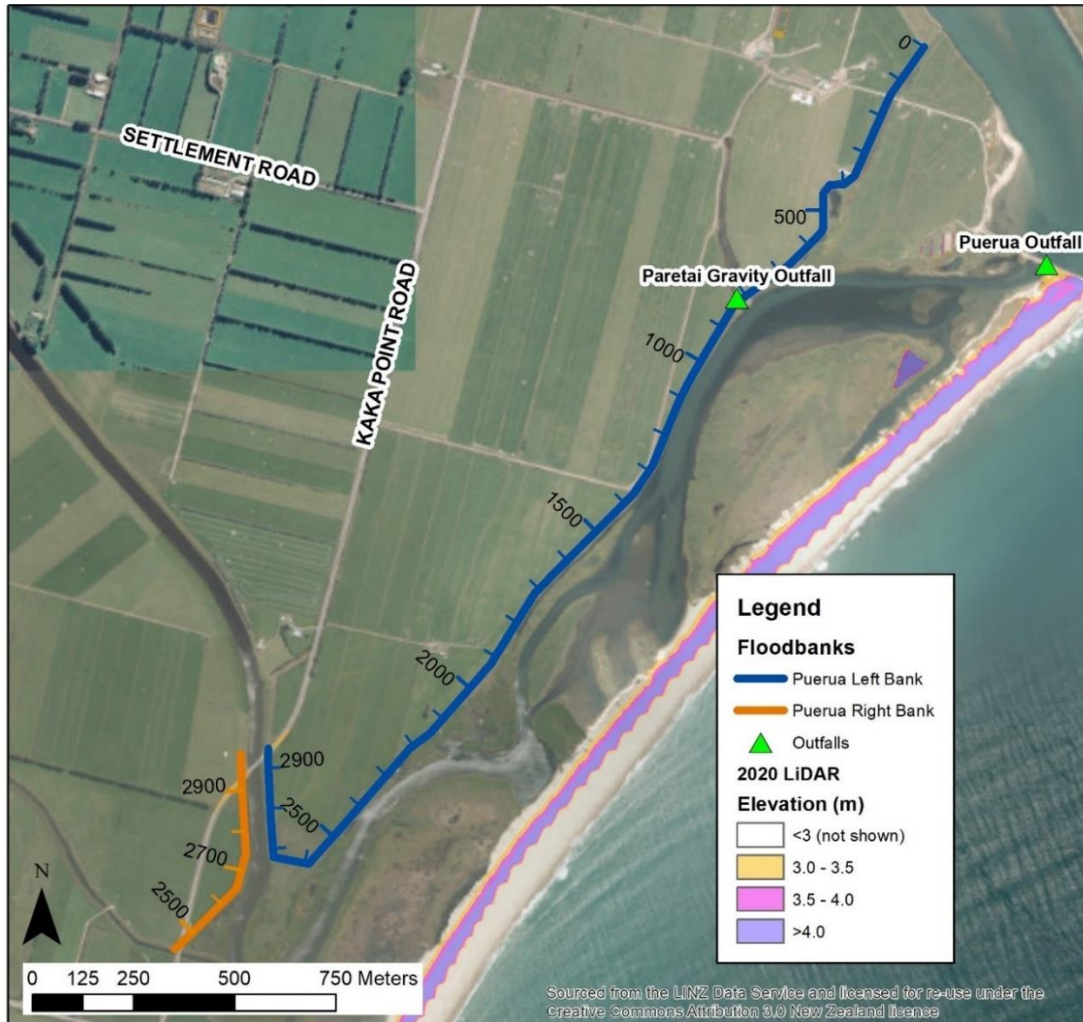 0
SETTLEMENT ROAD
500
Puerua Outfall
Paretai Gravity Outfall
KAKA POINT ROAD
1000
1500
2000
2900
2500
2900
2700
2500
N
0 125 250 500 750 Meters
Legend
Floodbanks
Puerua Left Bank
Puerua Right Bank
Outfalls
2020 LiDAR
Elevation (m)
<3 (not shown)
3.0 - 3.5
3.5 - 4.0
>4.0
Sourced from the LINZ Data Service and licensed for re-use under the
Creative Commons Attribution 3.0 New Zealand licence